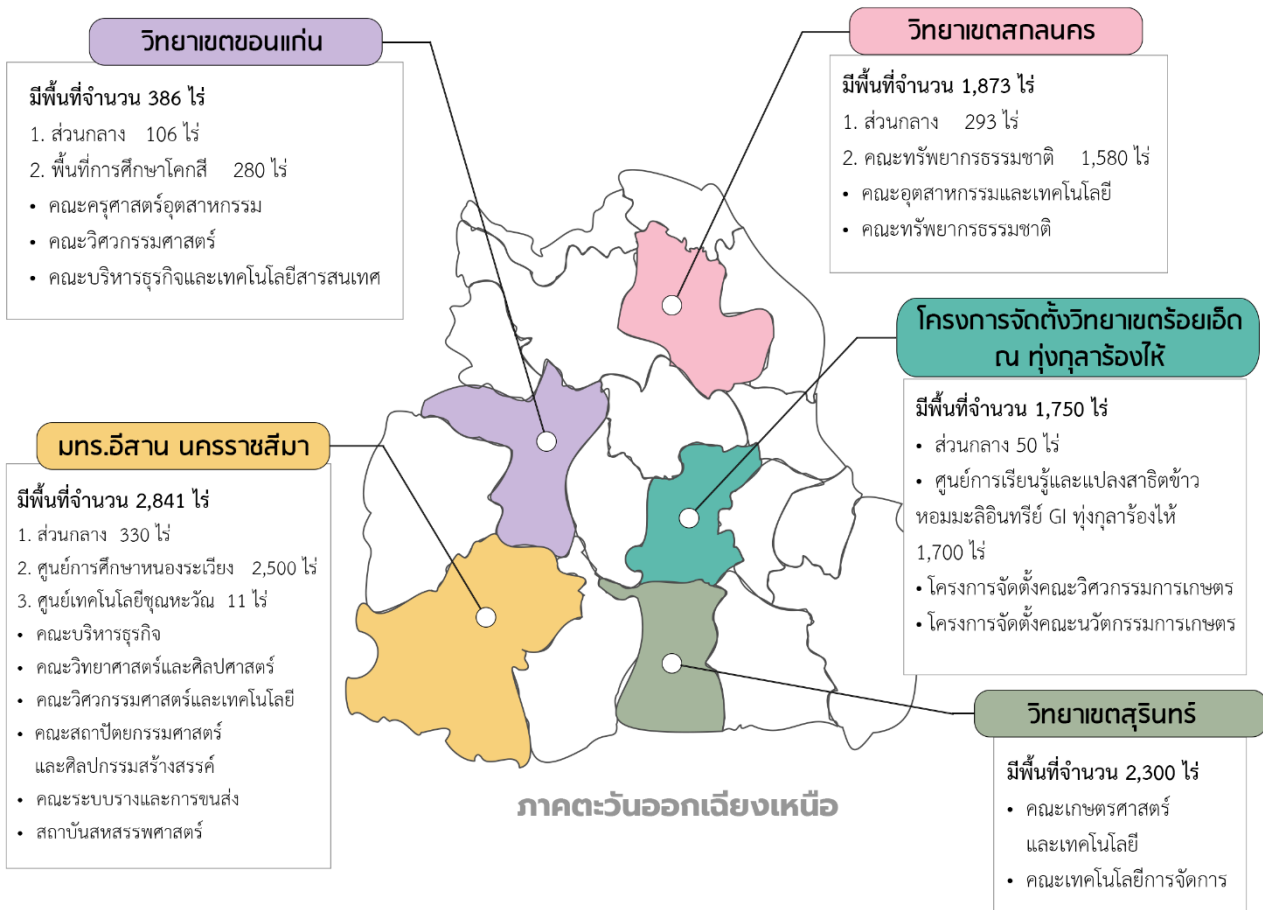 วิทยาเขตขอนแก่น
มีพื้นที่จำนวน 386 ไร่
1. ส่วนกลาง 106 ไร่
2. พื้นที่การศึกษาโคกสี 280 ไร่
• คณะครุศาสตร์อุตสาหกรรม
• คณะวิศวกรรมศาสตร์
• คณะบริหารธุรกิจและเทคโนโลยีสารสนเทศ
วิทยาเขตสกลนคร
มีพื้นที่จำนวน 1,873 ไร่
1. ส่วนกลาง 293 ไร่
2. คณะทรัพยากรธรรมชาติ 1,580 ไร่
• คณะอุตสาหกรรมและเทคโนโลยี
• คณะทรัพยากรธรรมชาติ
โครงการจัดตั้งวิทยาเขตร้อยเอ็ด
ณ ทุ่งกุลาร้องไห้
มีพื้นที่จำนวน 1,750 ไร่
• ส่วนกลาง 50 ไร่
• ศูนย์การเรียนรู้และแปลงสาธิตข้าว
หอมมะลิอินทรีย์ GI ทุ่งกุลาร้องไห้
1,700 ไร่
• โครงการจัดตั้งคณะวิศวกรรมการเกษตร
• โครงการจัดตั้งคณะนวัตกรรมการเกษตร
มทร.อีสาน นครราชสีมา
มีพื้นที่จำนวน 2,841 ไร่
1. ส่วนกลาง 330 ไร่
2. ศูนย์การศึกษาหนองระเวียง 2,500 ไร่
3. ศูนย์เทคโนโลยีชุณหะวัณ 11 ไร่
• คณะบริหารธุรกิจ
• คณะวิทยาศาสตร์และศิลปศาสตร์
• คณะวิศวกรรมศาสตร์และเทคโนโลยี
• คณะสถาปัตยกรรมศาสตร์
และศิลปกรรมสร้างสรรค์
• คณะระบบรางและการขนส่ง
• สถาบันสหสรรพศาสตร์
วิทยาเขตสุรินทร์
มีพื้นที่จำนวน 2,300 ไร่
• คณะเกษตรศาสตร์
และเทคโนโลยี
• คณะเทคโนโลยีการจัดการ
ภาคตะวันออกเฉียงเหนือ